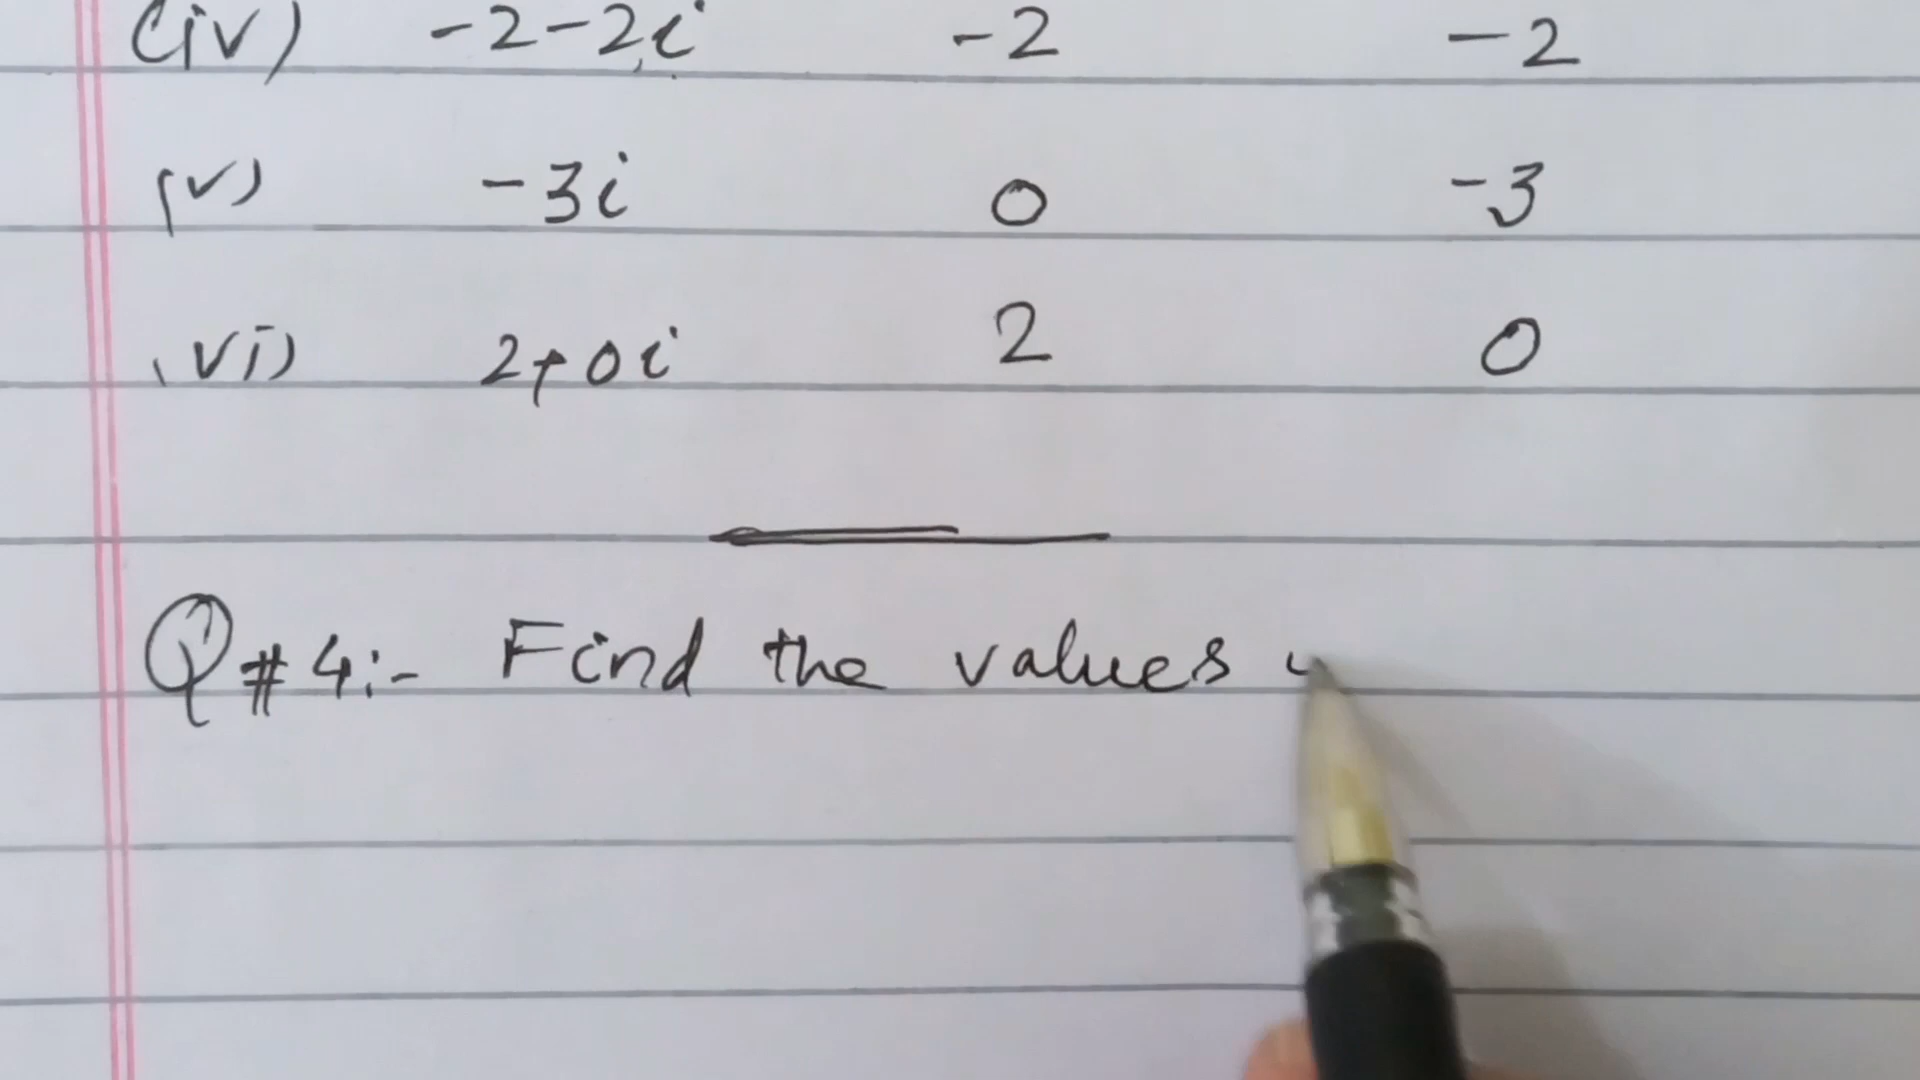 (iv) -2-2i -2 -2
(v) -3i 0 -3
(vi) 2+0i 2 0
Q#4:- Find the values